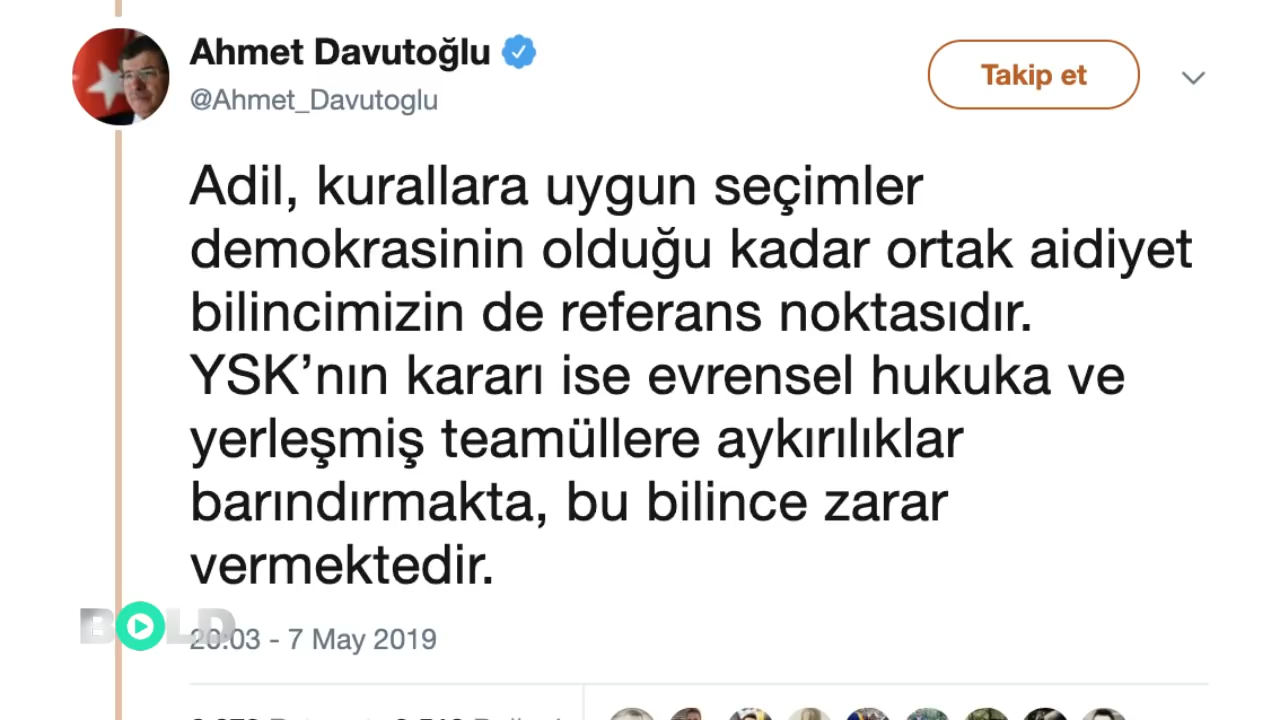 Ahmet Davutoğlu
@Ahmet_Davutoglu
Takip et
Adil, kurallara uygun seçimler
demokrasinin olduğu kadar ortak aidiyet
bilincimizin de referans noktasıdır.
YSK’nın kararı ise evrensel hukuka ve
yerleşmiş teamüllere aykırılıklar
barındırmakta, bu bilince zarar
vermektedir.
BOLD
20:03 - 7 May 2019